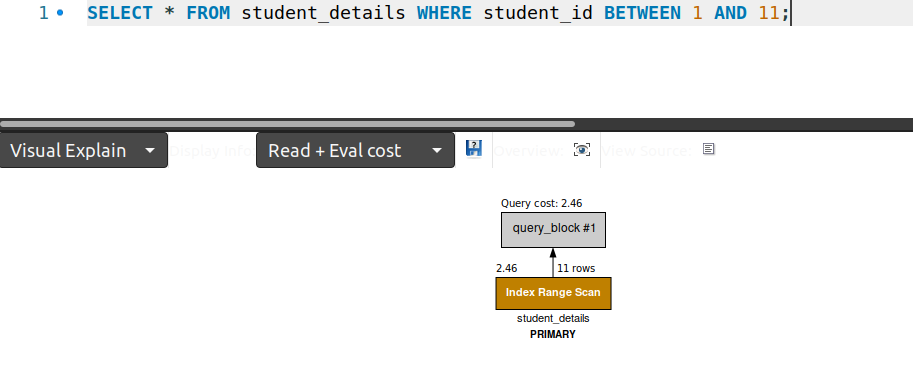 1 SELECT * FROM student_details WHERE student_id BETWEEN 1 AND 11;
Visual Explain Display Info Read + Eval cost Overview View Source
Query cost: 2.46
query_block #1
2.46 11 rows
Index Range Scan
student_details
PRIMARY